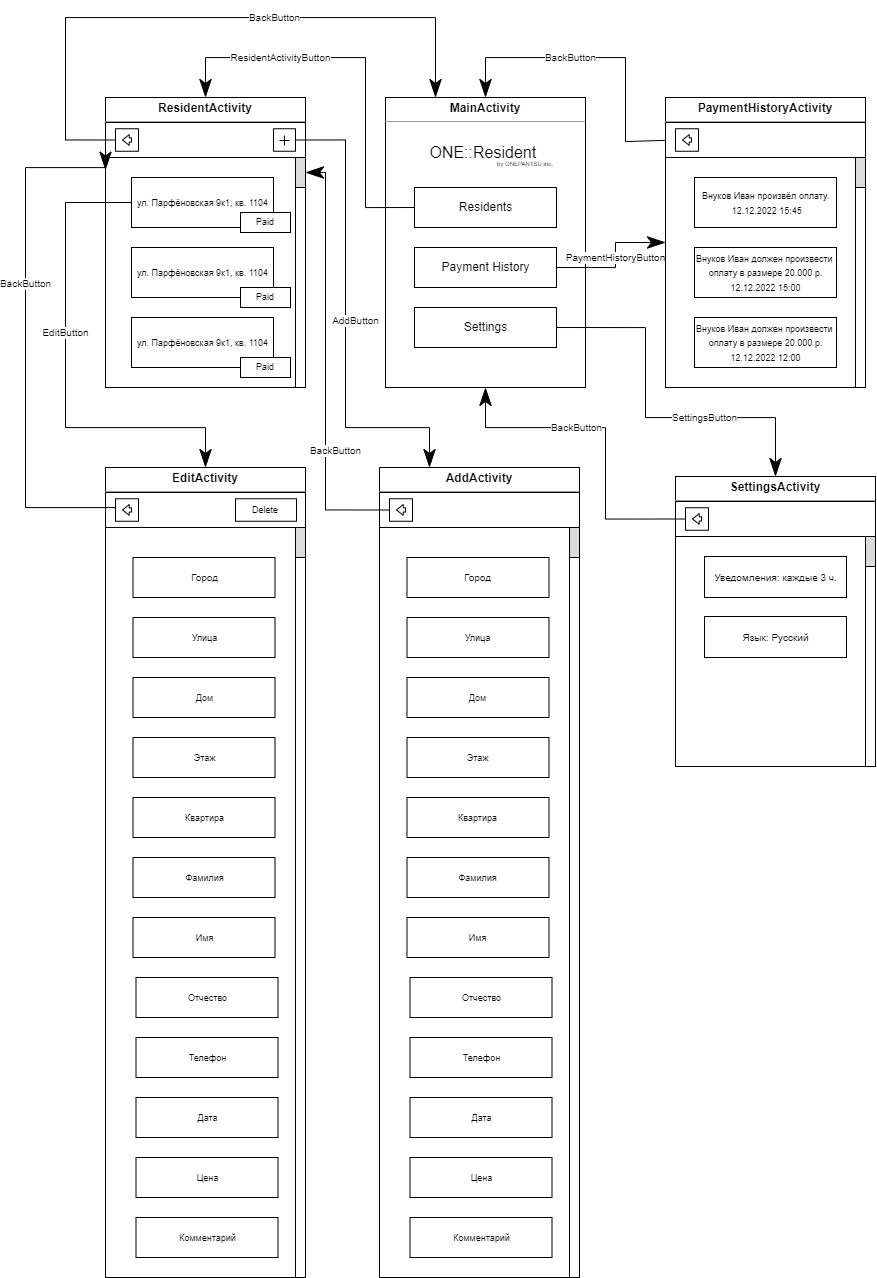 BackButton
ResidentActivityButton
BackButton
ResidentActivity
MainActivity
PaymentHistoryActivity
ONE::Resident
by ONEPANTSU inc.
ул. Парфёновская 9к1, кв. 1104
Paid
Residents
Внуков Иван произвёл оплату.
12.12.2022 15:45
ул. Парфёновская 9к1, кв. 1104
Paid
Payment History
PaymentHistoryButton
Внуков Иван должен произвести
оплату в размере 20.000 р.
12.12.2022 15:00
BackButton
EditButton
AddButton
ул. Парфёновская 9к1, кв. 1104
Paid
Settings
Внуков Иван должен произвести
оплату в размере 20.000 р.
12.12.2022 12:00
BackButton
BackButton
SettingsButton
EditActivity
AddActivity
SettingsActivity
Delete
Город
Улица
Дом
Этаж
Квартира
Фамилия
Имя
Отчество
Телефон
Дата
Цена
Комментарий
Город
Улица
Дом
Этаж
Квартира
Фамилия
Имя
Отчество
Телефон
Дата
Цена
Комментарий
Уведомления: каждые 3 ч.
Язык: Русский